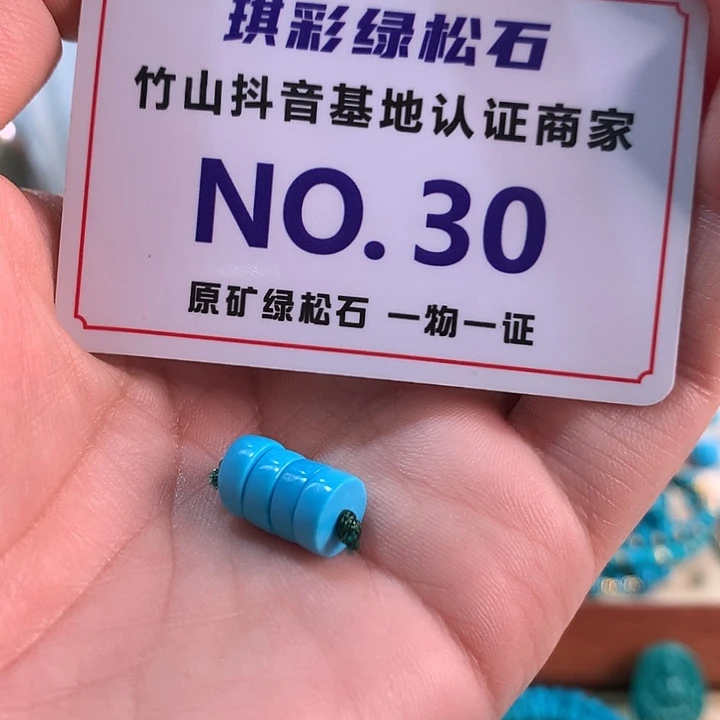 琪彩绿松石
竹山抖音基地认证商家
NO. 30
原矿绿松石 一物一证